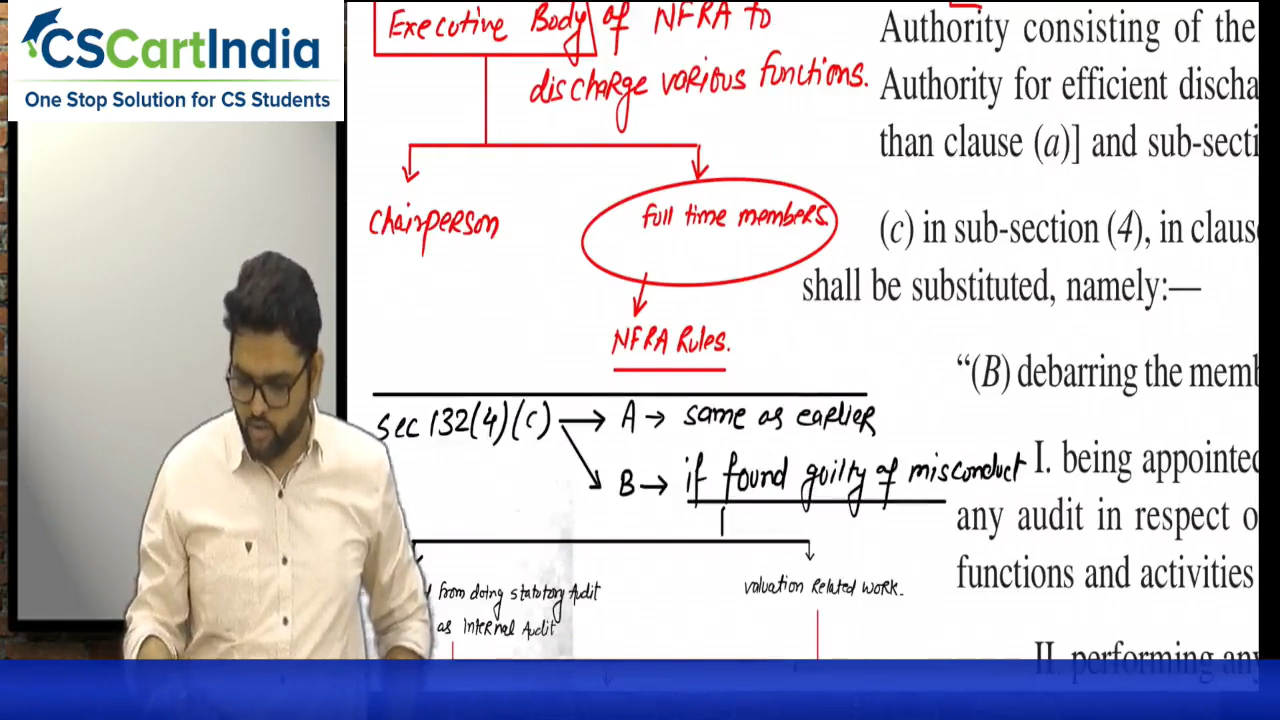 CSCartIndia
One Stop Solution for CS Students
Executive Body of NFRA to
discharge various functions.
Chairperson
full time members
NFRA Rules.
Sec 132(4)(c) → A → same as earlier
B → if found guilty of misconduct
from doing statutory Audit
as Internal Audit
valuation Related work.
Authority consisting of the
Authority for efficient discha
than clause (a)] and sub-secti
(c) in sub-section (4), in claus
shall be substituted, namely:—
“(B) debarring the memb
I. being appointed
any audit in respect o
functions and activities
II. performing any